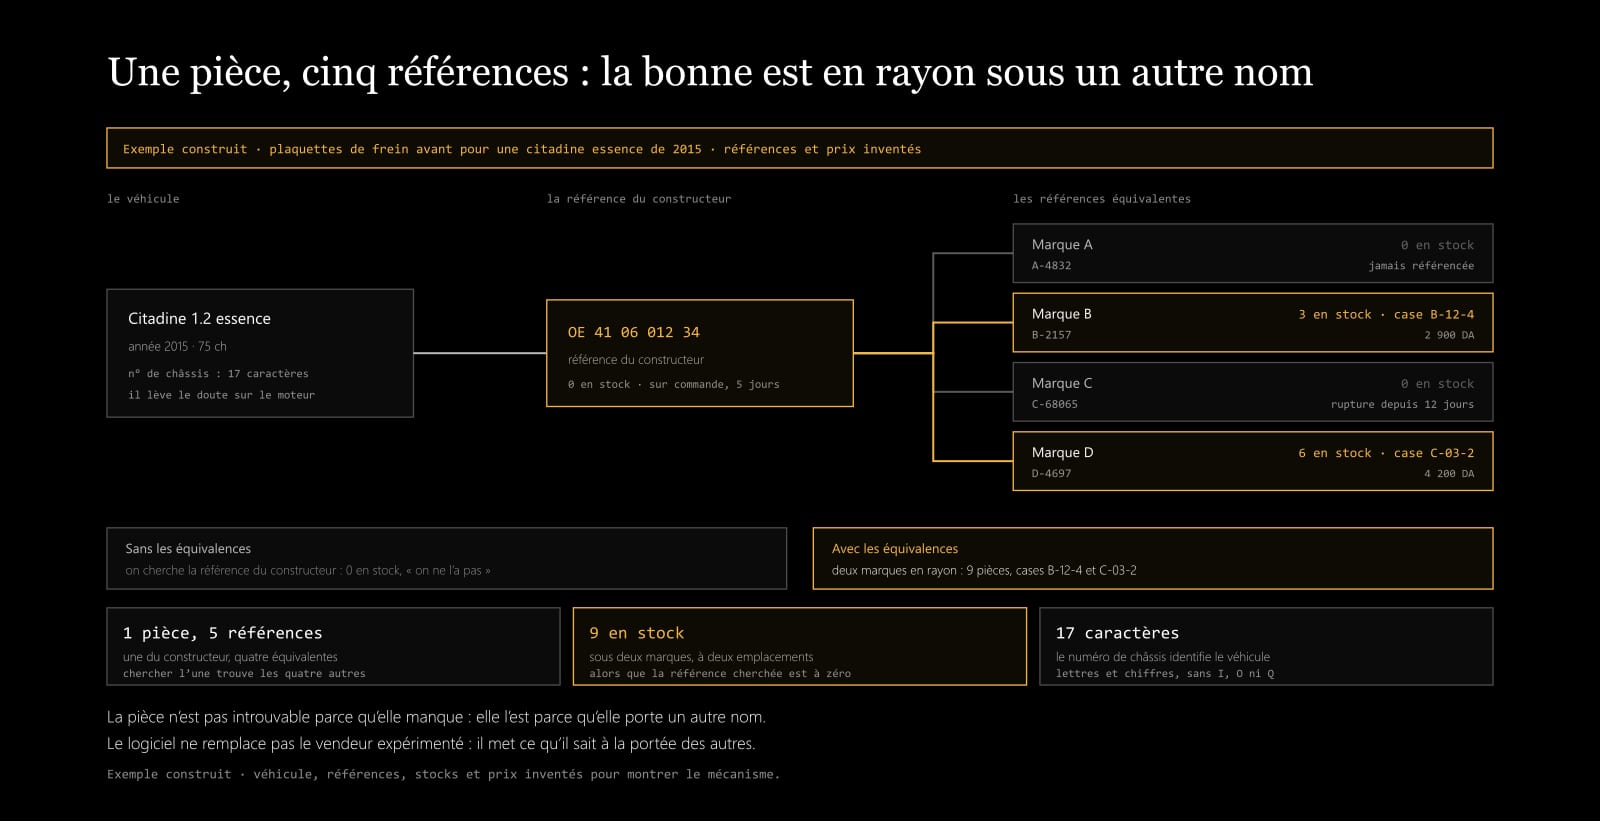 Une pièce, cinq références : la bonne est en rayon sous un autre nom
Exemple construit · plaquettes de frein avant pour une citadine essence de 2015 · références et prix inventés
le véhicule
la référence du constructeur
les références équivalentes
Citadine 1.2 essence
année 2015 · 75 ch
n° de châssis : 17 caractères
il lève le doute sur le moteur
OE 41 06 012 34
référence du constructeur
0 en stock · sur commande, 5 jours
Marque A
0 en stock
A-4832
jamais référencée
Marque B
3 en stock · case B-12-4
B-2157
2 900 DA
Marque C
0 en stock
C-68065
rupture depuis 12 jours
Marque D
6 en stock · case C-03-2
D-4697
4 200 DA
Sans les équivalences
on cherche la référence du constructeur : 0 en stock, « on ne l’a pas »
Avec les équivalences
deux marques en rayon : 9 pièces, cases B-12-4 et C-03-2
1 pièce, 5 références
une du constructeur, quatre équivalentes
chercher l’une trouve les quatre autres
9 en stock
sous deux marques, à deux emplacements
alors que la référence cherchée est à zéro
17 caractères
le numéro de châssis identifie le véhicule
lettres et chiffres, sans I, O ni Q
La pièce n’est pas introuvable parce qu’elle manque : elle l’est parce qu’elle porte un autre nom.
Le logiciel ne remplace pas le vendeur expérimenté : il met ce qu’il sait à la portée des autres.
Exemple construit · véhicule, références, stocks et prix inventés pour montrer le mécanisme.